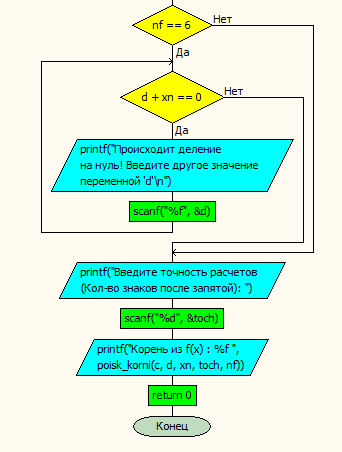 nf == 6
Нет
Да
d + xn == 0
Нет
Да
printf("Происходит деление
на нуль! Введите другое значение
переменной 'd'\n")
scanf("%f", &d)
printf("Введите точность расчетов
(Кол-во знаков после запятой): ")
scanf("%d", &toch)
printf("Корень из f(x) : %f ",
poisk_korni(c, d, xn, toch, nf))
return 0
Конец